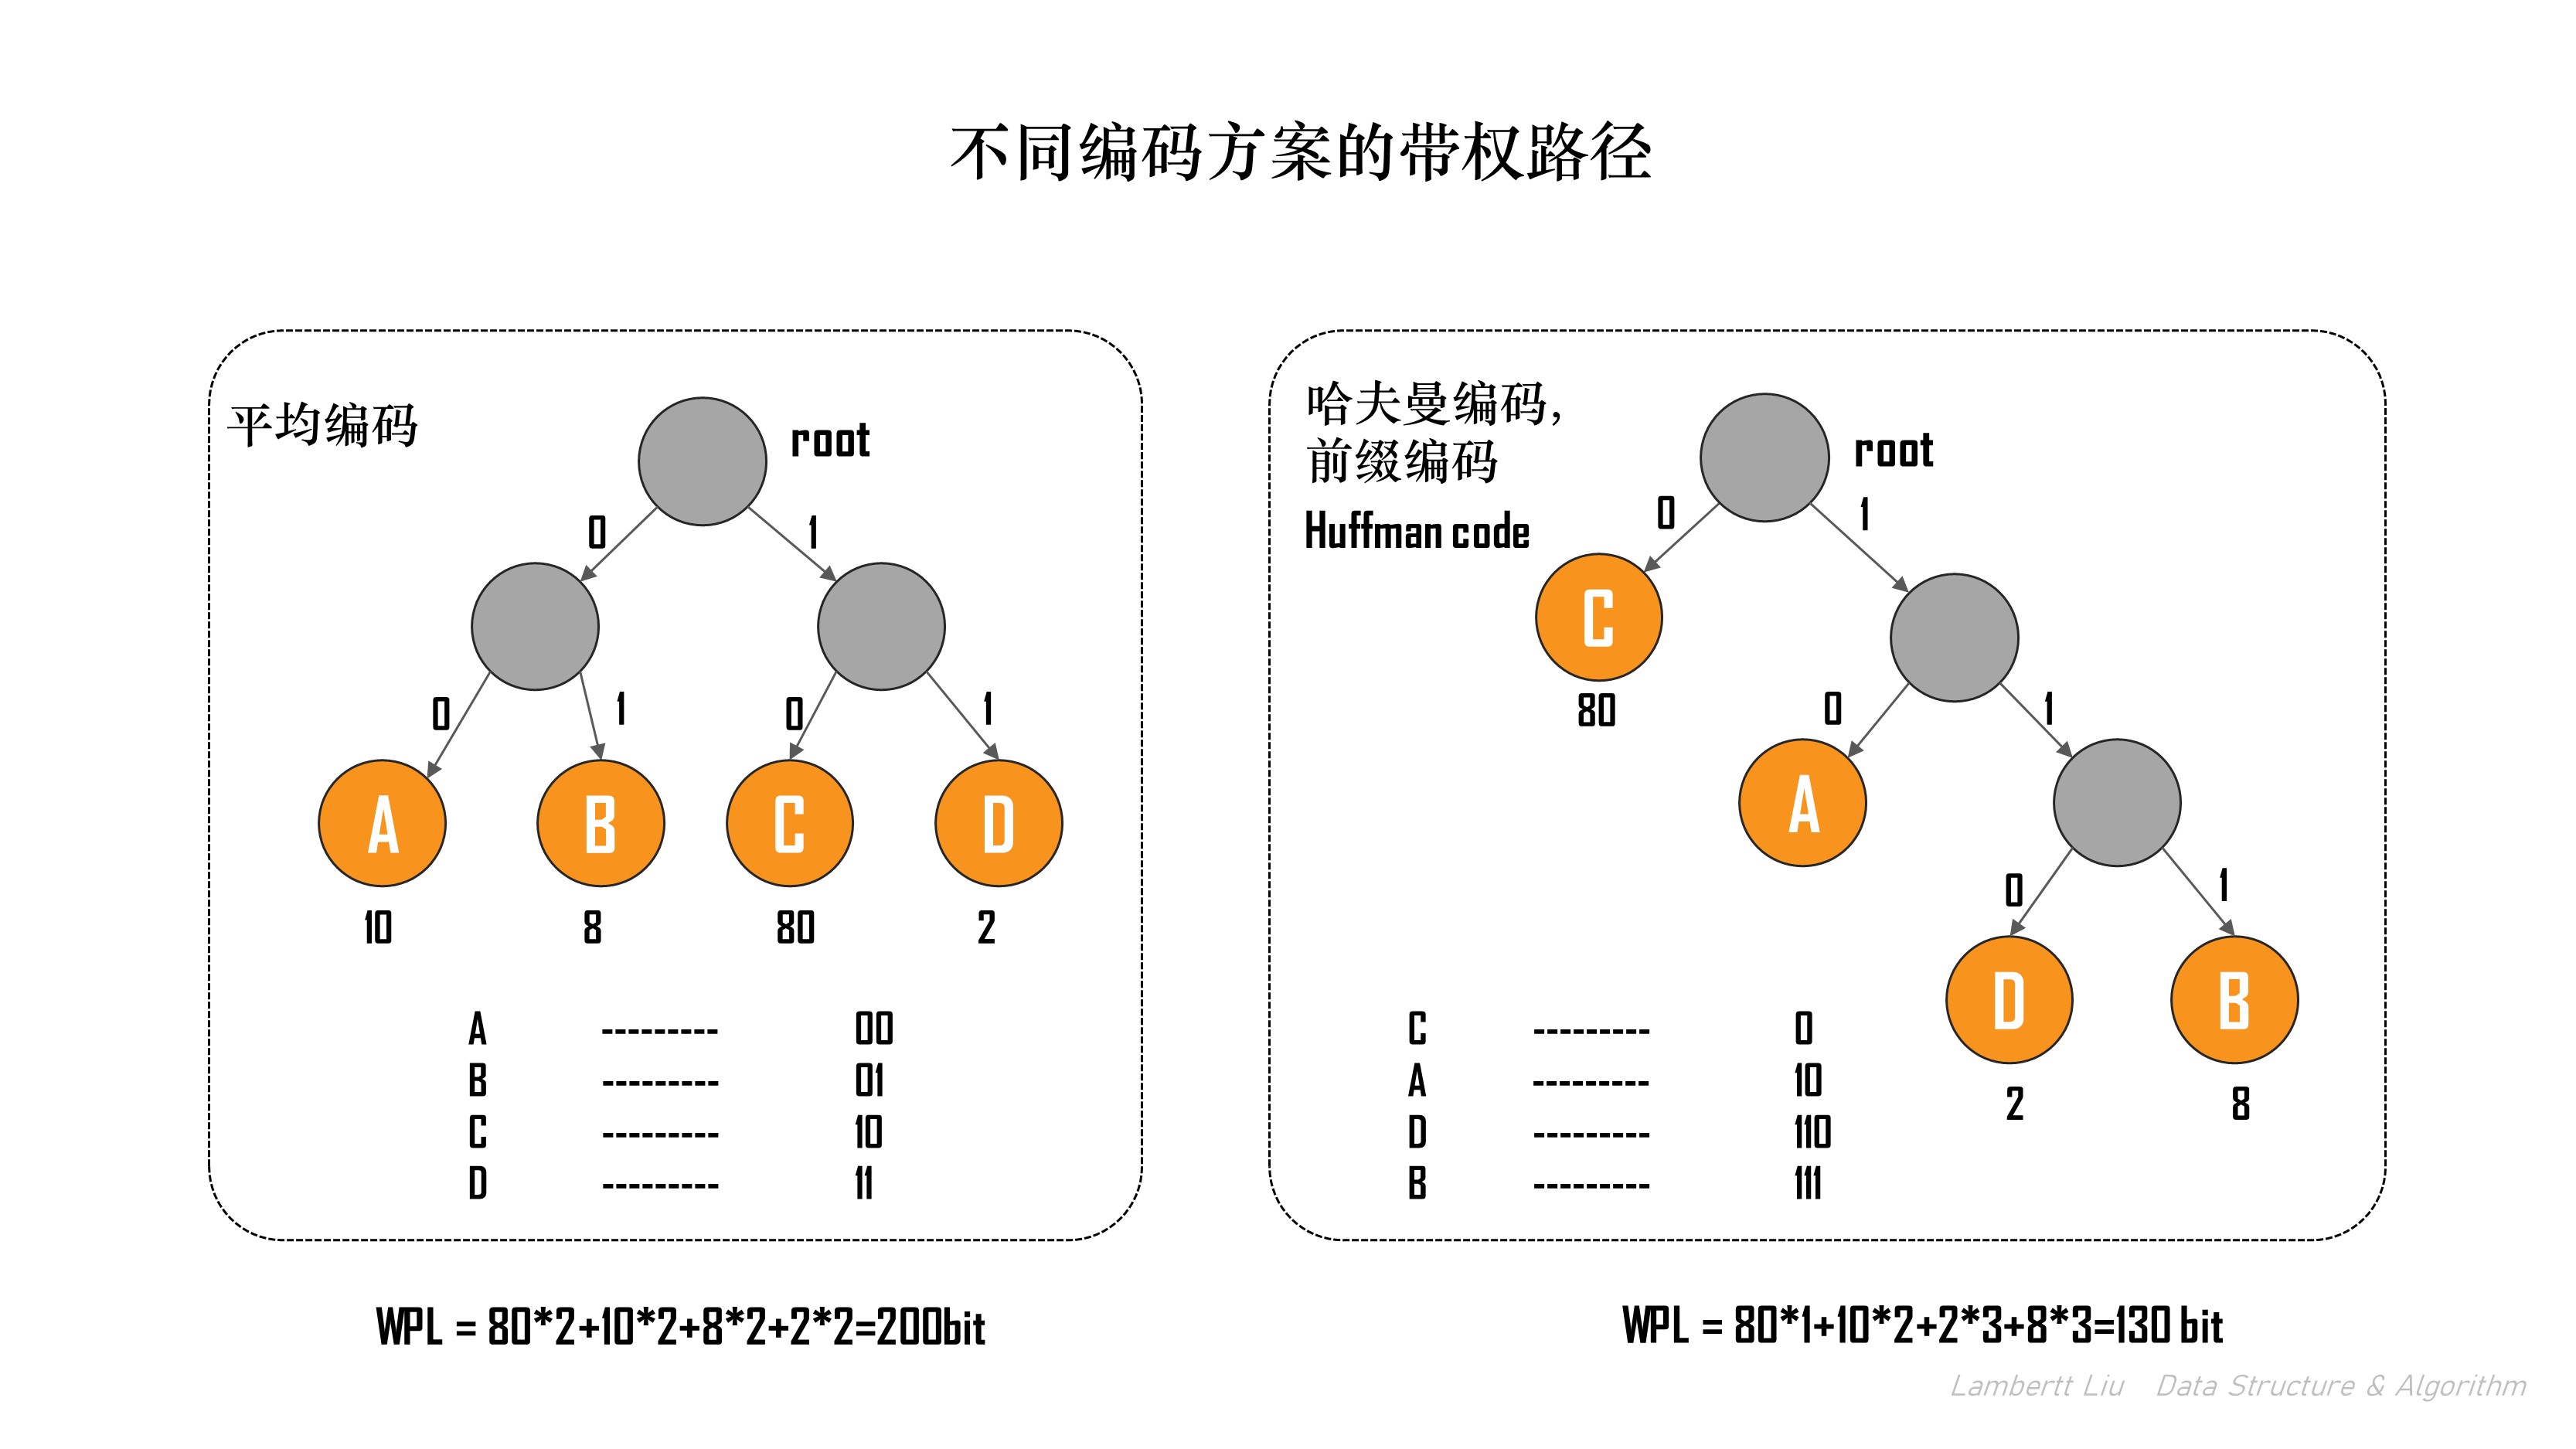 不同编码方案的带权路径
平均编码
root
0
1
0
1
0
1
A
B
C
D
10
8
80
2
A --------- 00
B --------- 01
C --------- 10
D --------- 11
WPL = 80*2+10*2+8*2+2*2=200bit
哈夫曼编码,
前缀编码
Huffman code
root
0
1
C
80
0
1
A
0
1
D
B
2
8
C --------- 0
A --------- 10
D --------- 110
B --------- 111
WPL = 80*1+10*2+2*3+8*3=130 bit
Lambertt Liu Data Structure & Algorithm